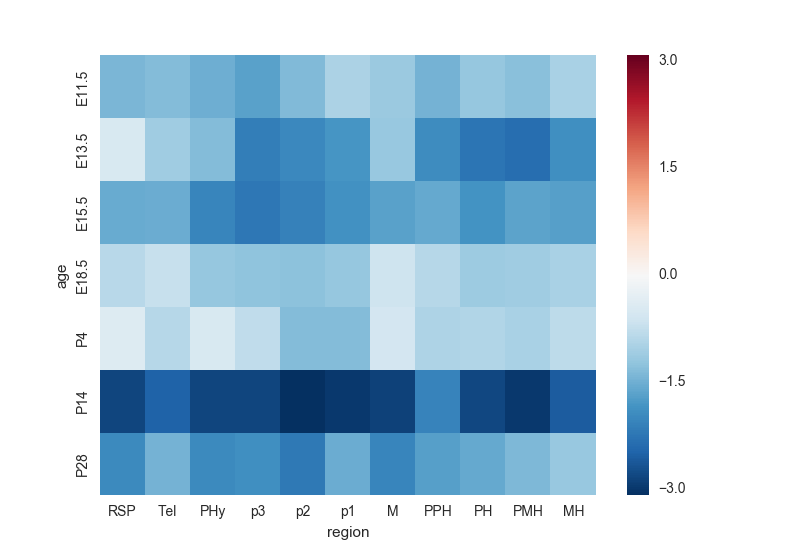 age
E11.5
E13.5
E15.5
E18.5
P4
P14
P28
RSP Tel PHy p3 p2 p1 M PPH PH PMH MH
region
3.0
1.5
0.0
−1.5
−3.0